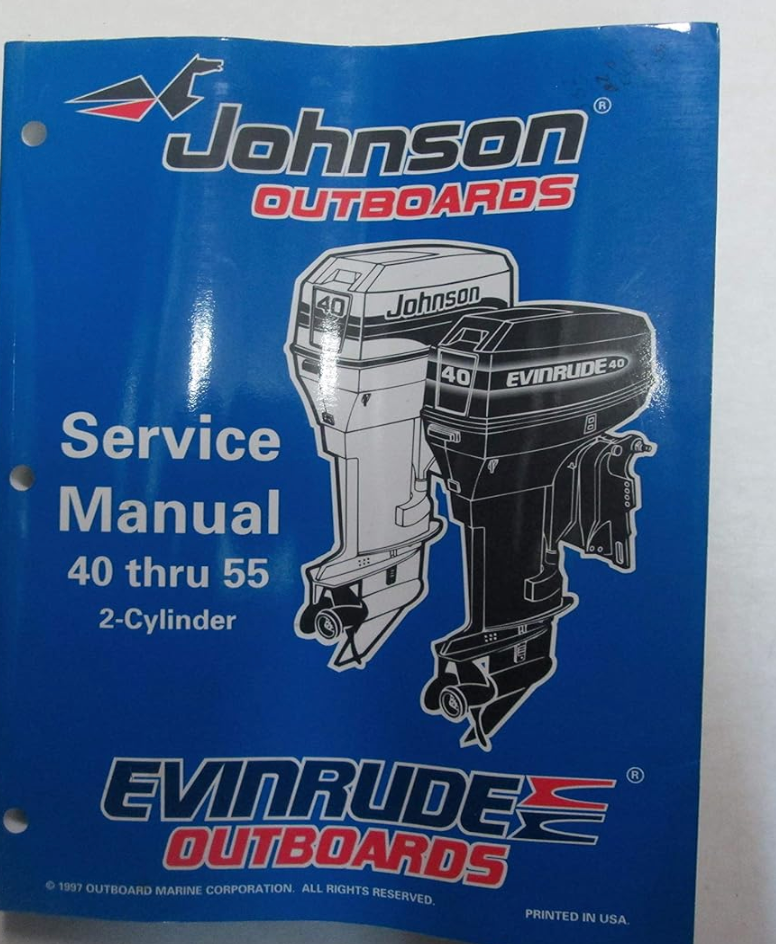 Johnson ®
OUTBOARDS
40 Johnson
40 EVINRUDE 40
Service
Manual
40 thru 55
2-Cylinder
EVINRUDE ®
OUTBOARDS
© 1997 OUTBOARD MARINE CORPORATION. ALL RIGHTS RESERVED.
PRINTED IN USA.